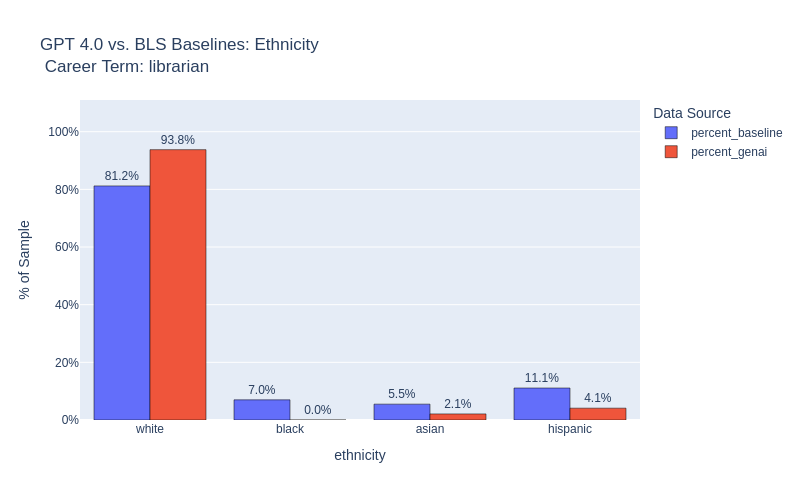 GPT 4.0 vs. BLS Baselines: Ethnicity
Career Term: librarian
Data Source
percent_baseline
percent_genai
% of Sample
100%
80%
60%
40%
20%
0%
81.2%
93.8%
7.0%
0.0%
5.5%
2.1%
11.1%
4.1%
white
black
asian
hispanic
ethnicity